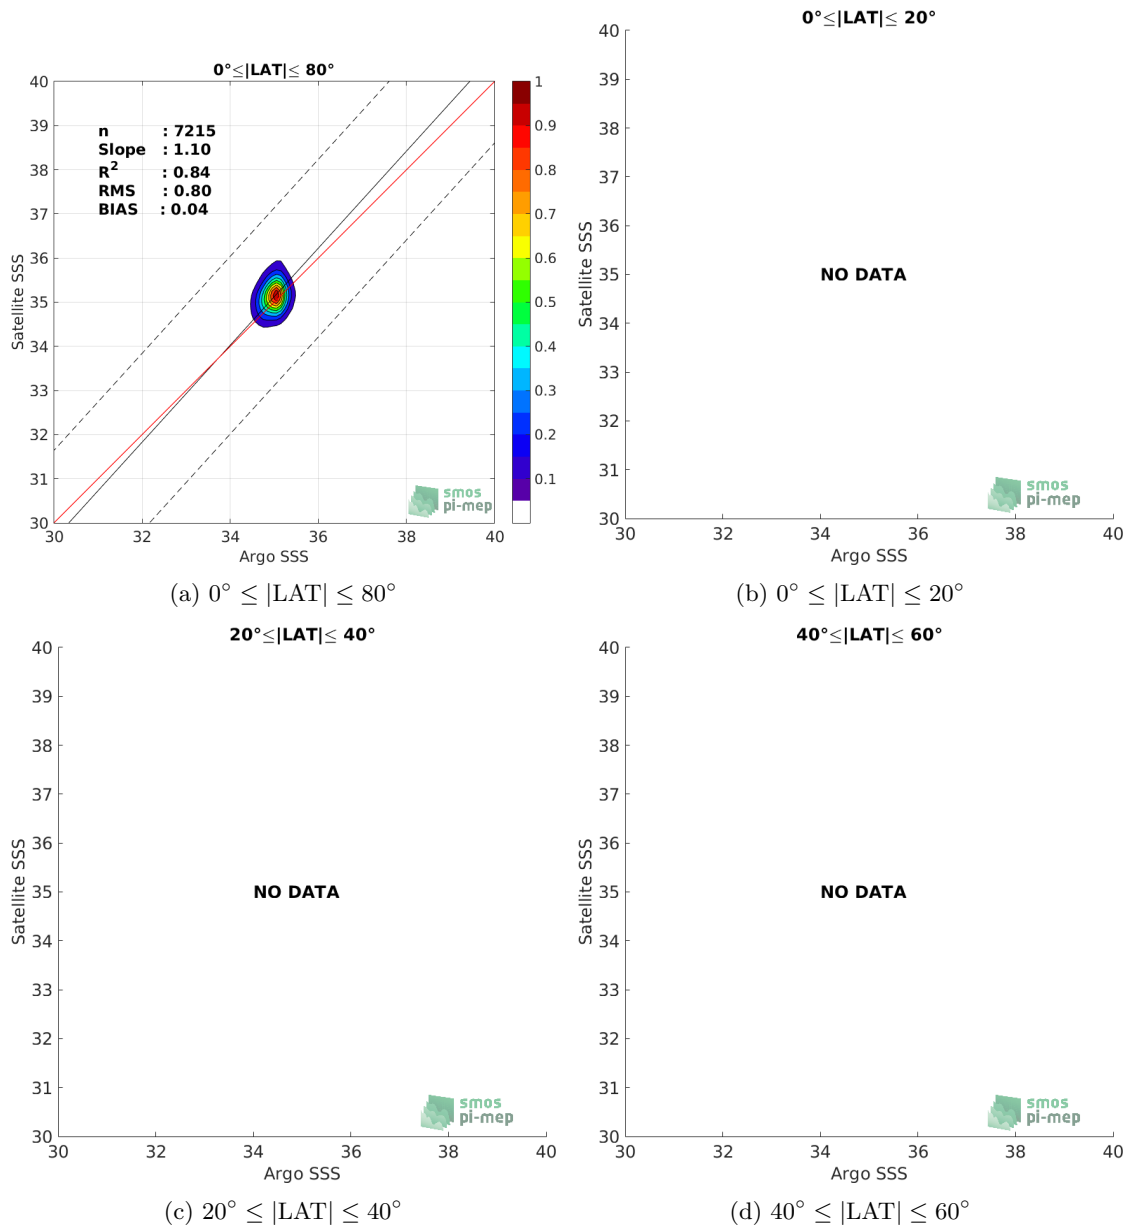 0°≤|LAT|≤ 80°
40
39
38
37
36
35
34
33
32
31
30
n : 7215
Slope : 1.10
R² : 0.84
RMS : 0.80
BIAS : 0.04
Satellite SSS
30 32 34 36 38 40
Argo SSS
1
0.9
0.8
0.7
0.6
0.5
0.4
0.3
0.2
0.1
smos
pi-mep
(a) 0° ≤ |LAT| ≤ 80°
0°≤|LAT|≤ 20°
40
39
38
37
36
35
34
33
32
31
30
Satellite SSS
NO DATA
smos
pi-mep
30 32 34 36 38 40
Argo SSS
(b) 0° ≤ |LAT| ≤ 20°
20°≤|LAT|≤ 40°
40
39
38
37
36
35
34
33
32
31
30
Satellite SSS
NO DATA
smos
pi-mep
30 32 34 36 38 40
Argo SSS
(c) 20° ≤ |LAT| ≤ 40°
40°≤|LAT|≤ 60°
40
39
38
37
36
35
34
33
32
31
30
Satellite SSS
NO DATA
smos
pi-mep
30 32 34 36 38 40
Argo SSS
(d) 40° ≤ |LAT| ≤ 60°